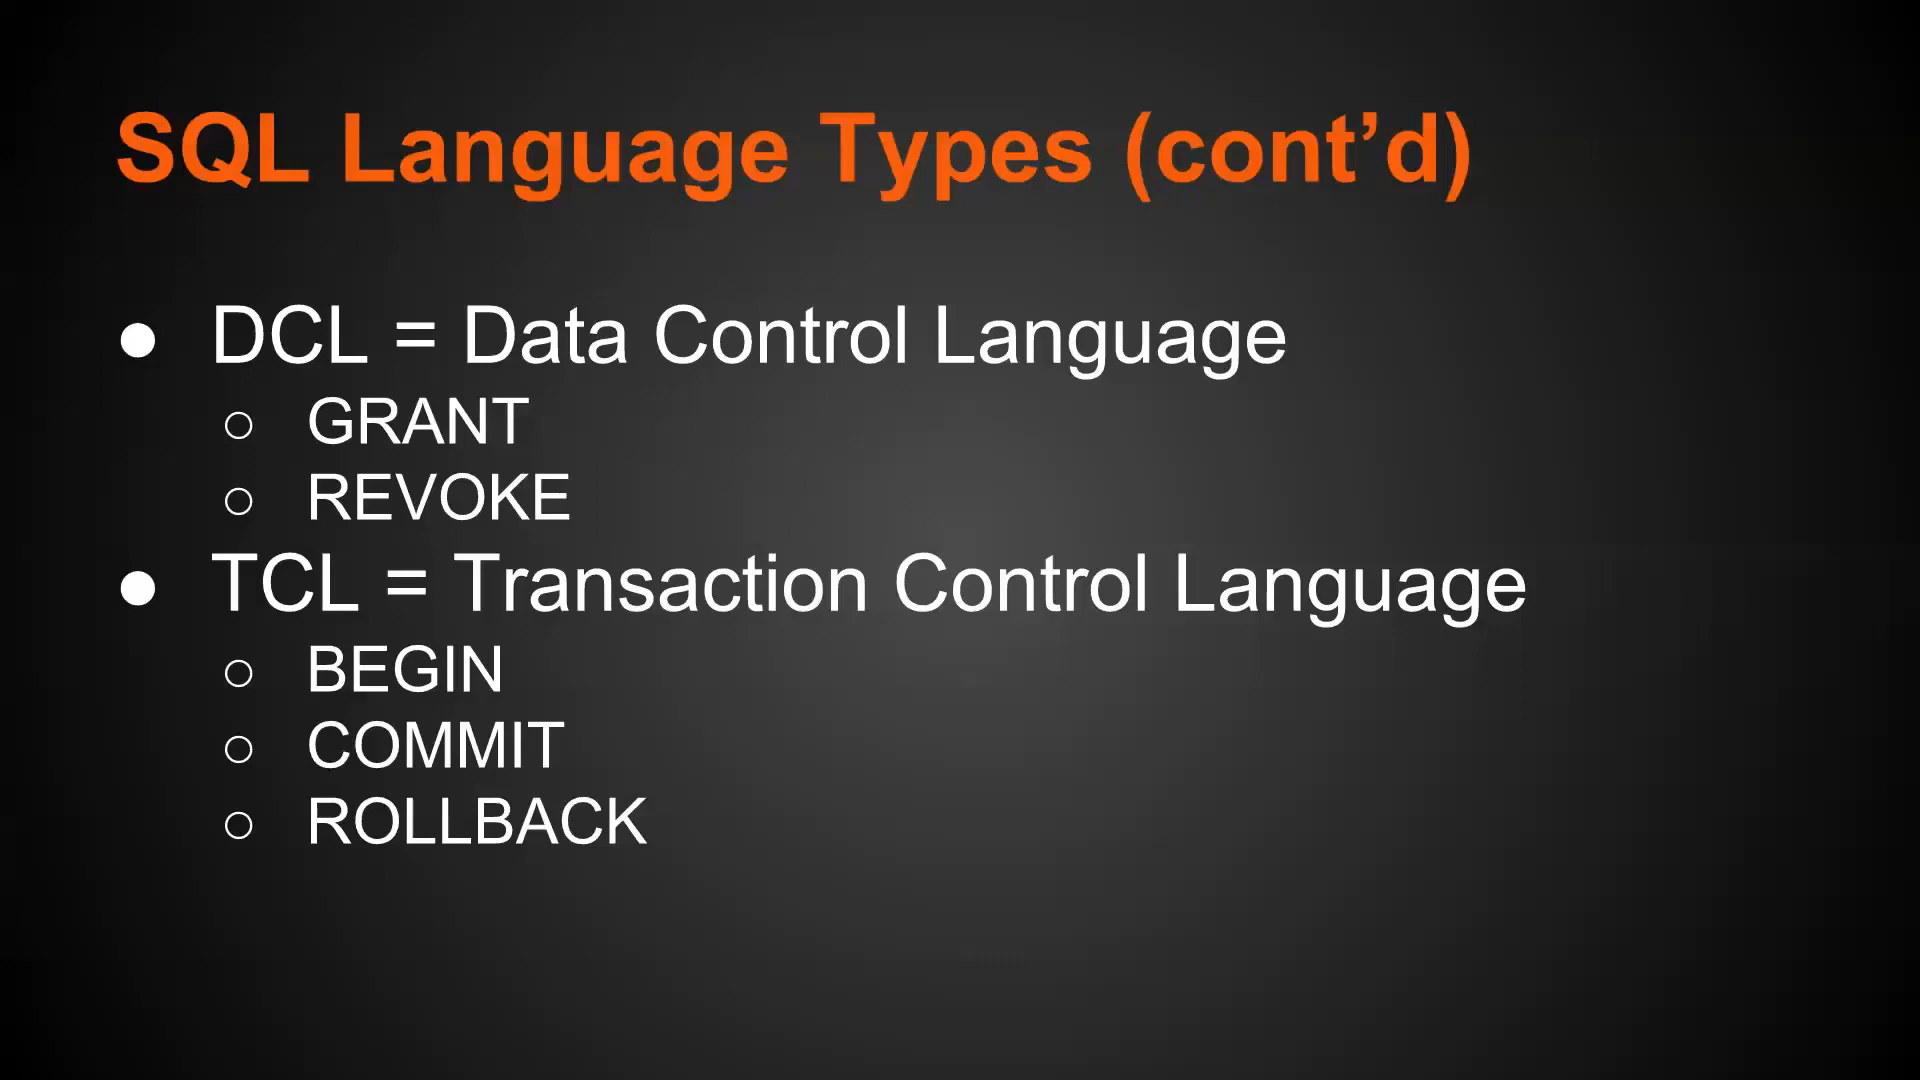 SQL Language Types (cont’d)
● DCL = Data Control Language
○ GRANT
○ REVOKE
● TCL = Transaction Control Language
○ BEGIN
○ COMMIT
○ ROLLBACK